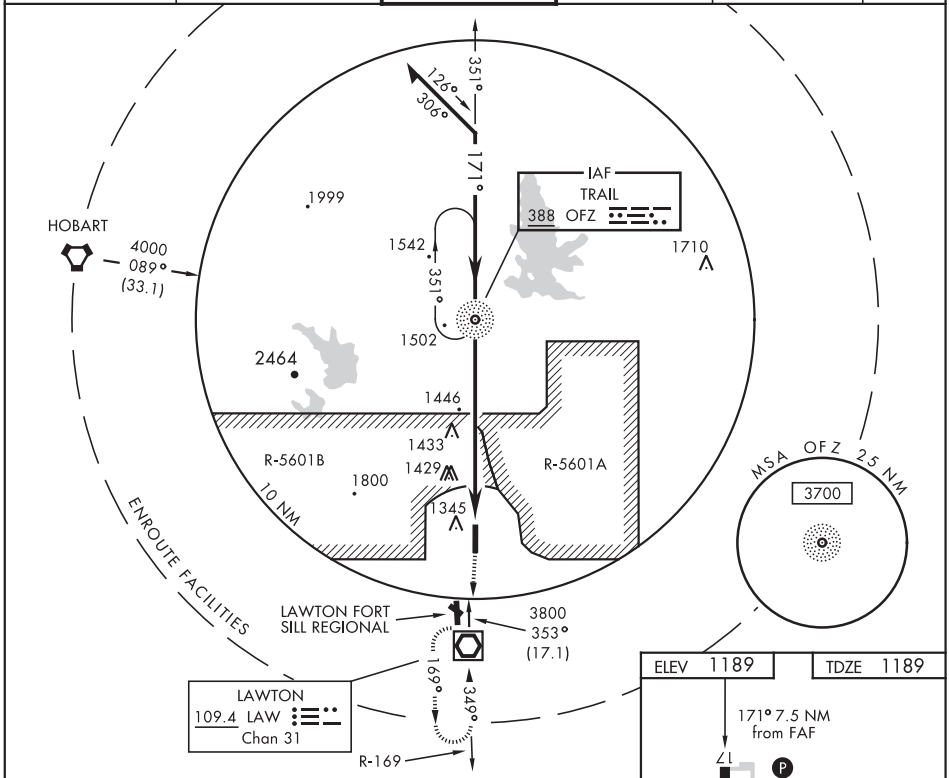 351°
126°
306°
171°
IAF
TRAIL
388 OFZ
1999
HOBART
4000
089°
(33.1)
1542
351°
1710
1502
2464
1446
1433
R-5601B
1429
R-5601A
1800
1345
10 NM
MSA OFZ 25 NM
3700
ENROUTE FACILITIES
LAWTON FORT
SILL REGIONAL
3800
353°
(17.1)
169°
349°
LAWTON
109.4 LAW
Chan 31
R-169
ELEV 1189
TDZE 1189
171° 7.5 NM
from FAF
17
P